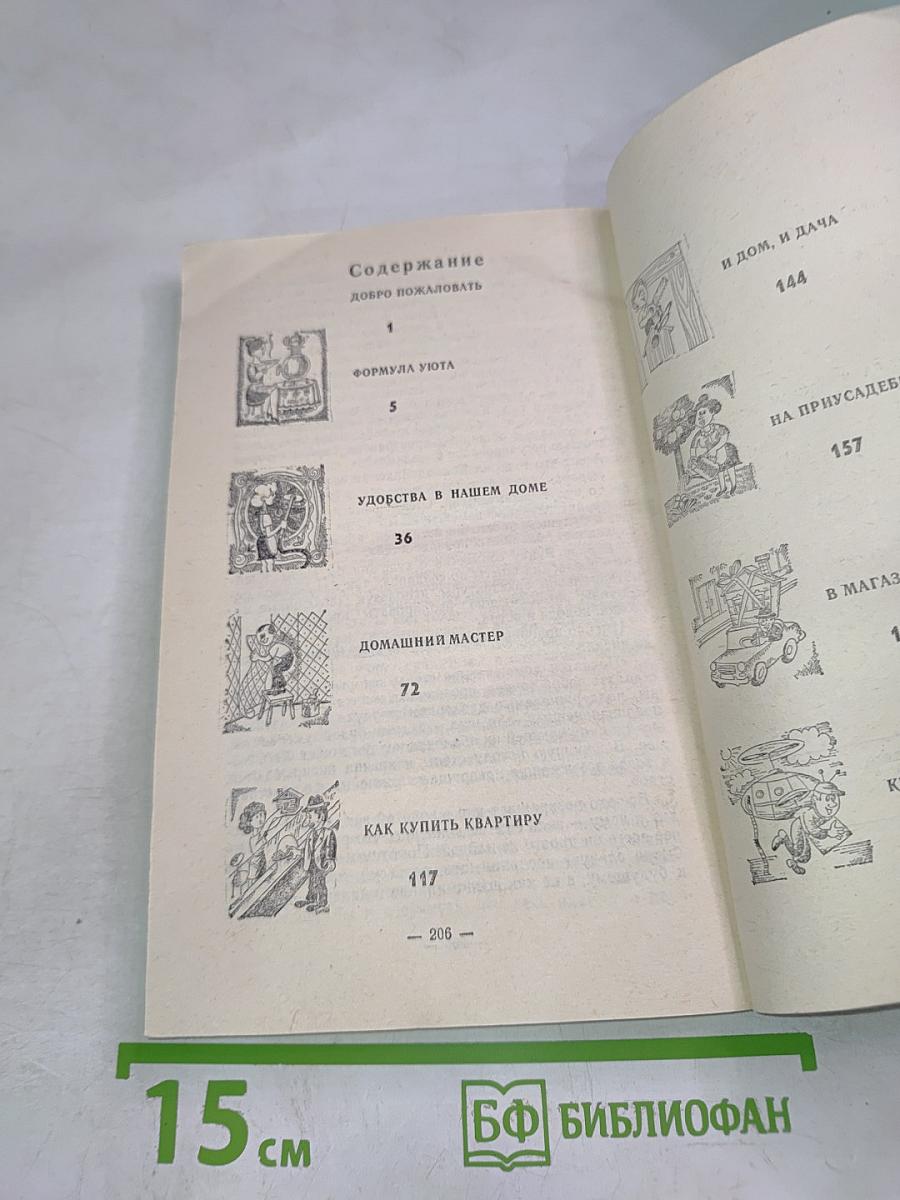 Содержание
ДОБРО ПОЖАЛОВАТЬ
1
ФОРМУЛА УЮТА
5
УДОБСТВА В НАШЕМ ДОМЕ
36
ДОМАШНИЙ МАСТЕР
72
КАК КУПИТЬ КВАРТИРУ
117
— 206 —
И ДОМ, И ДАЧА
144
НА
157
В
15 см
БФ БИБЛИОФАН